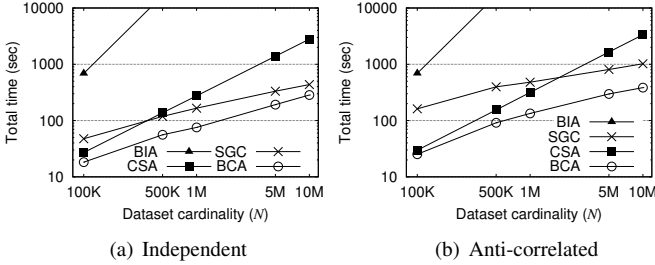 Total time (sec)
10000
1000
100
10
BIA
CSA
SGC
BCA
100K 500K 1M 5M 10M
Dataset cardinality (N)
(a) Independent
Total time (sec)
10000
1000
100
10
BIA
SGC
CSA
BCA
100K 500K 1M 5M 10M
Dataset cardinality (N)
(b) Anti-correlated